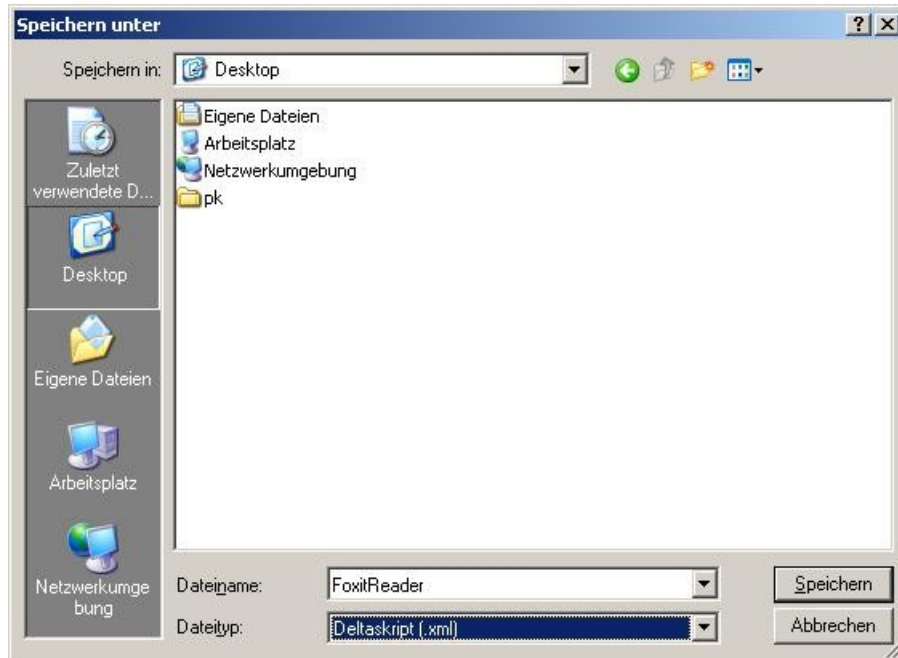 Speichern unter
Speichern in: Desktop
Zuletzt
verwendete D...
Desktop
Eigene Dateien
Arbeitsplatz
Netzwerkumge
bung
Eigene Dateien
Arbeitsplatz
Netzwerkumgebung
pk
Dateiname: FoxitReader Speichern
Dateityp: Deltaskript (.xml) Abbrechen